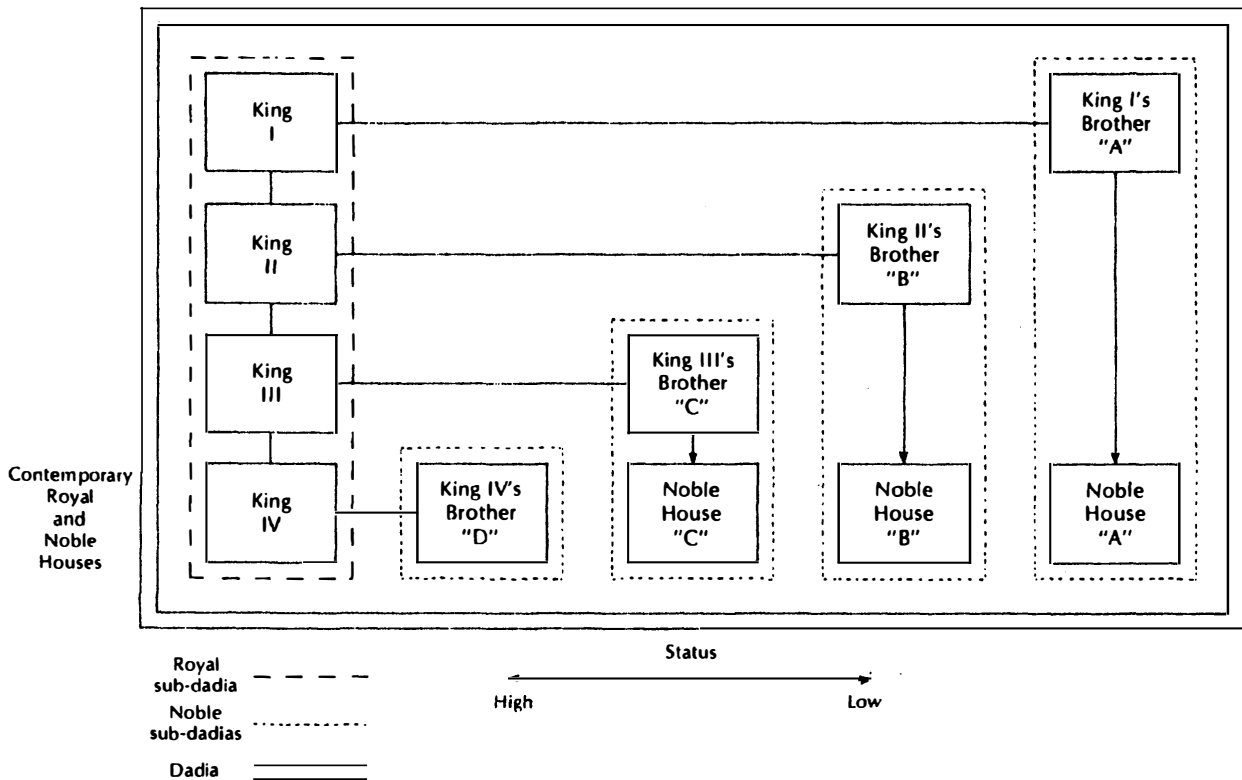 King
I
King I's
Brother
"A"
King
II
King II's
Brother
"B"
King
III
King III's
Brother
"C"
Contemporary
Royal
and
Noble
Houses
King
IV
King IV's
Brother
"D"
Noble
House
"C"
Noble
House
"B"
Noble
House
"A"
Status
High
Low
Royal
sub-dadia
Noble
sub-dadias
Dadia